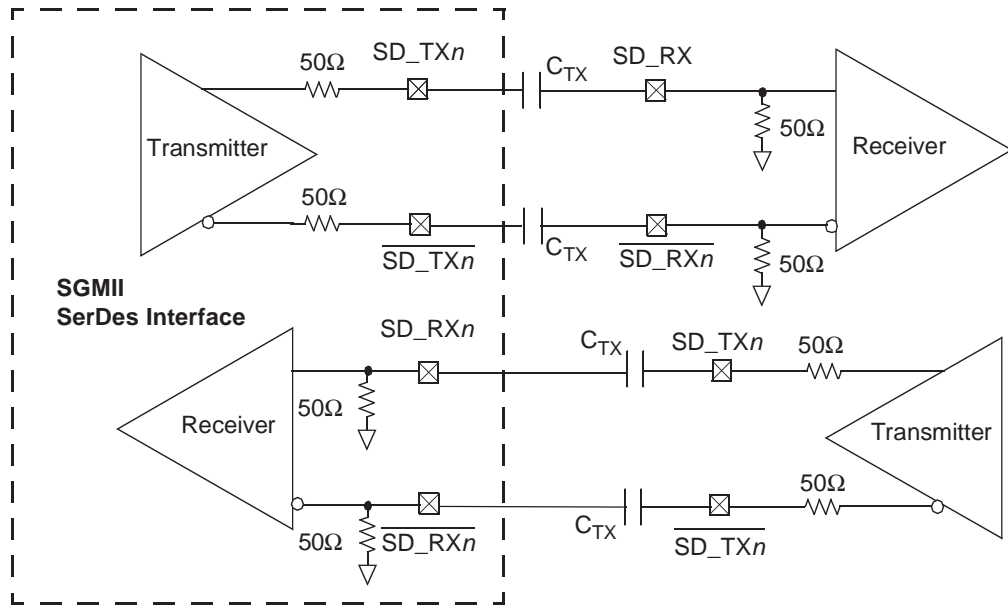 50Ω
SD_TXn
C_TX
SD_RX
50Ω
Transmitter
Receiver
50Ω
SD_TXn
C_TX
SD_RXn
50Ω
SGMII
SerDes Interface
SD_RXn
C_TX
SD_TXn
50Ω
50Ω
Receiver
Transmitter
50Ω
50Ω
SD_RXn
C_TX
SD_TXn